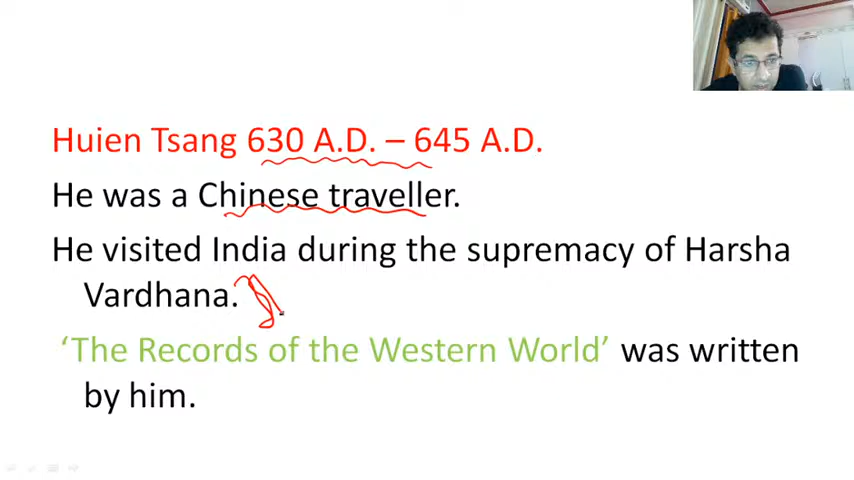 Huien Tsang 630 A.D. – 645 A.D.
He was a Chinese traveller.
He visited India during the supremacy of Harsha
Vardhana.
‘The Records of the Western World’ was written
by him.